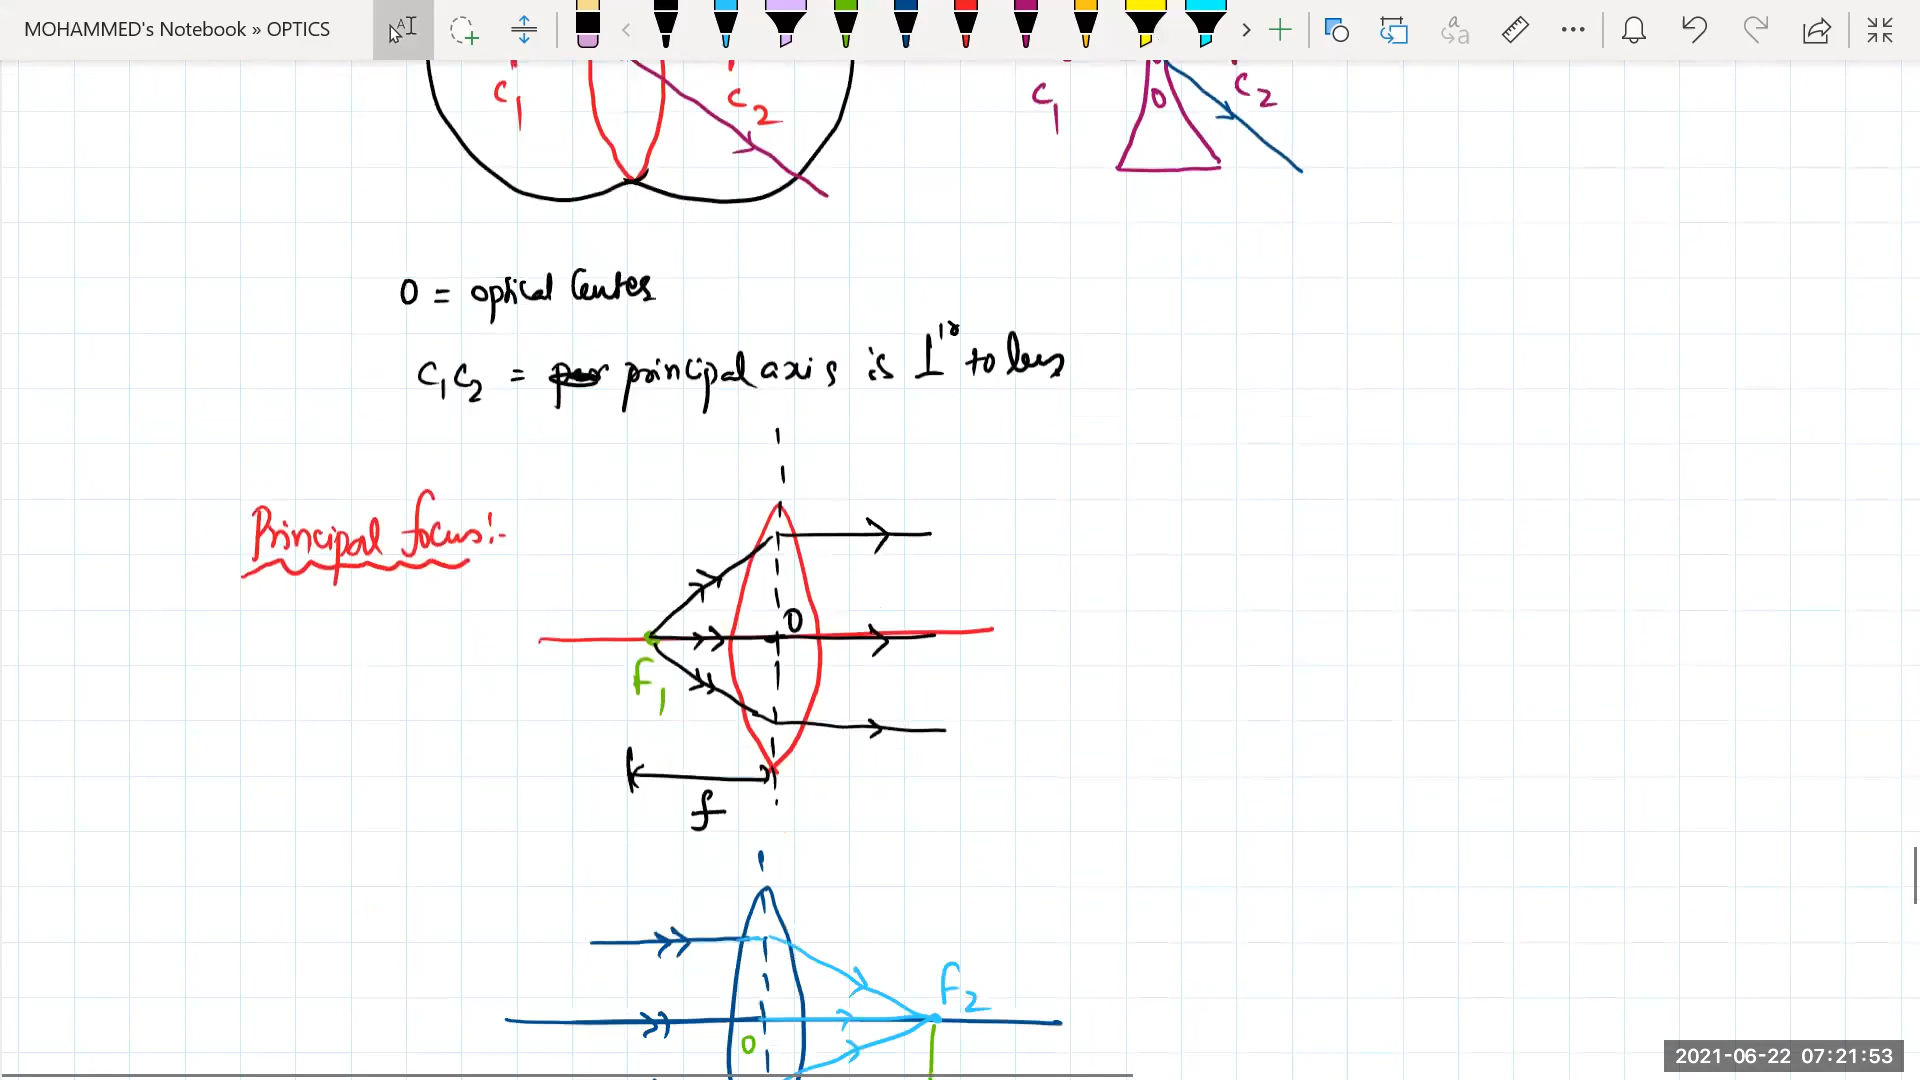 MOHAMMED's Notebook » OPTICS
C1 C2
C1 O C2
O = optical Center
C1C2 = principal axis is ⊥lr to lens
Principal focus:-
O
F1
f
F2
O
2021-06-22 07:21:53